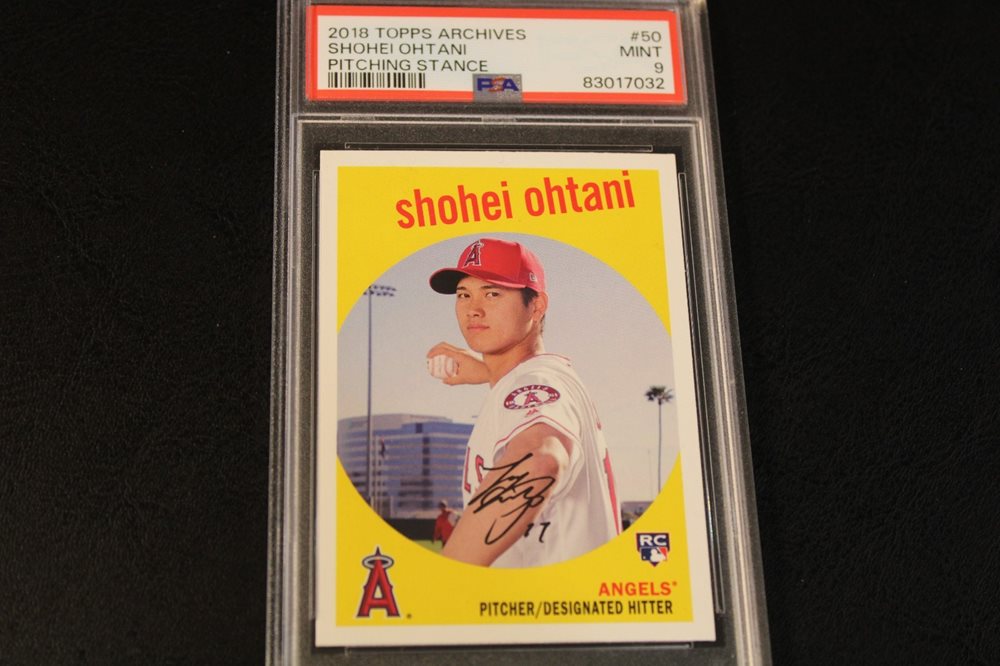 2018 TOPPS ARCHIVES #50
SHOHEI OHTANI MINT
PITCHING STANCE 9
PSA 83017032
shohei ohtani
A
A
17
RC
ANGELS
PITCHER/DESIGNATED HITTER
A